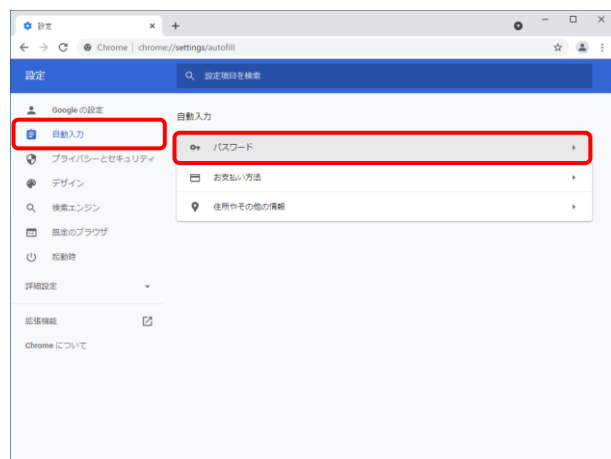 設定
Chrome | chrome://settings/autofill
設定
設定項目を検索
Google の設定
自動入力
プライバシーとセキュリティ
デザイン
検索エンジン
既定のブラウザ
起動時
詳細設定
拡張機能
Chrome について
自動入力
パスワード
お支払い方法
住所やその他の情報